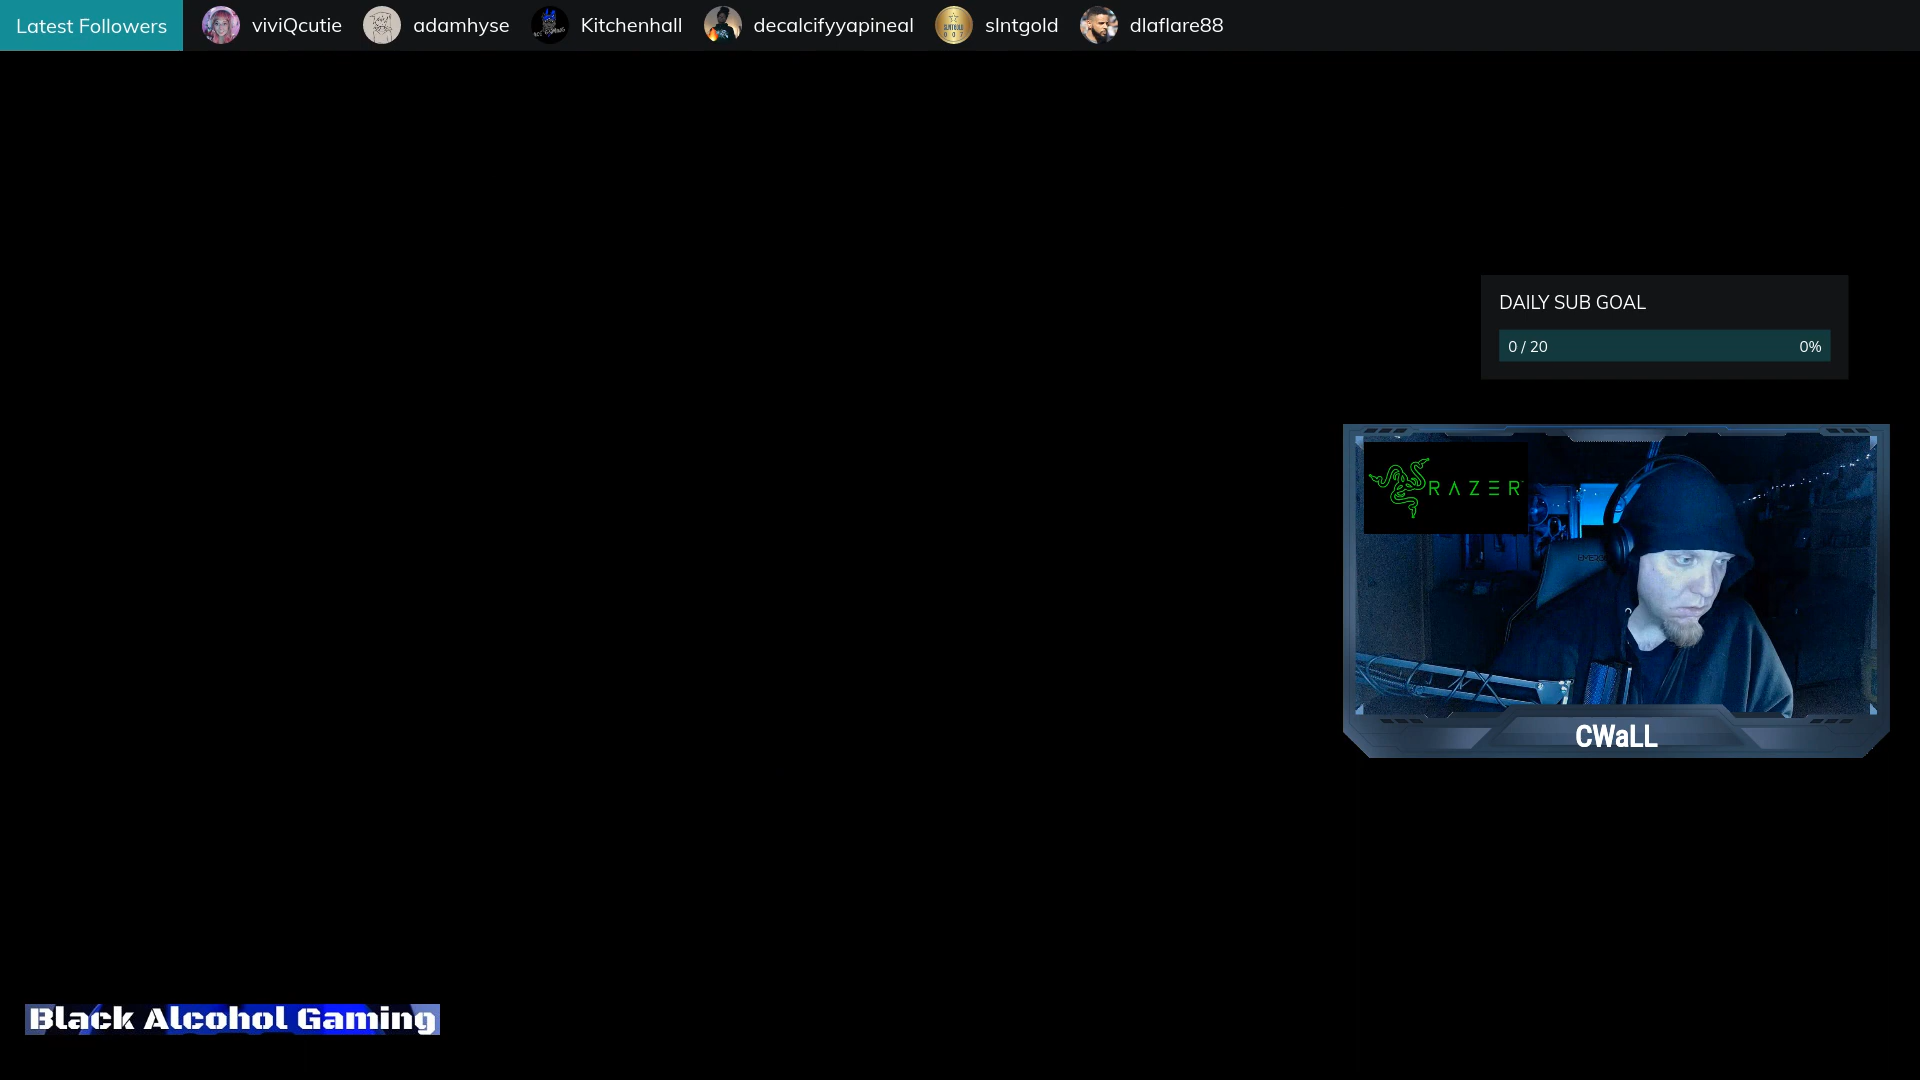 Latest Followers viviQcutie adamhyse Kitchenhall decalcifyyapineal slntgold dlaflare88
DAILY SUB GOAL
0 / 20 0%
RAZER
CWaLL
Black Alcohol Gaming